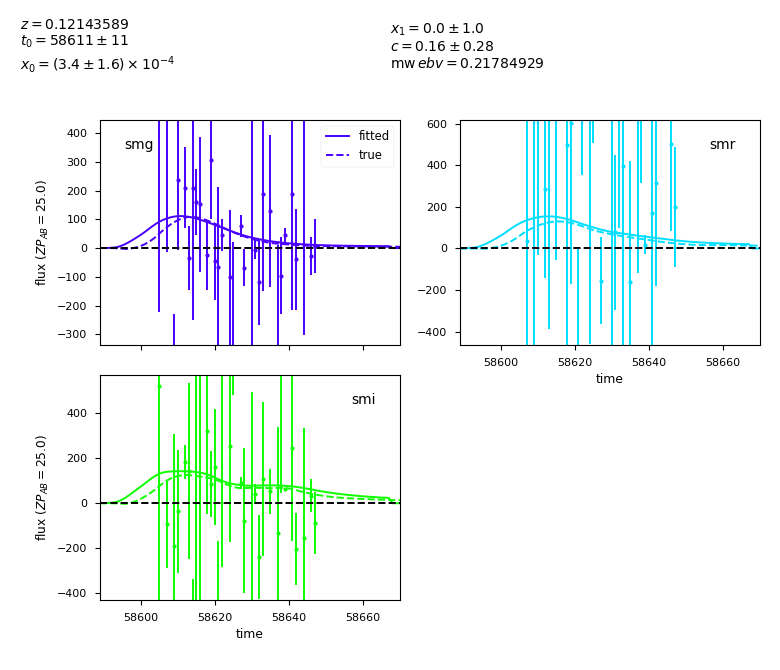 z = 0.12143589
t₀ = 58611 ± 11
x₀ = (3.4 ± 1.6) × 10⁻⁴
x₁ = 0.0 ± 1.0
c = 0.16 ± 0.28
mw ebv = 0.21784929
smg
fitted
true
400
300
200
100
0
−100
−200
−300
flux (ZP_AB = 25.0)
smr
600
400
200
0
−200
−400
58600
58620
58640
58660
time
smi
400
200
0
−200
−400
flux (ZP_AB = 25.0)
58600
58620
58640
58660
time